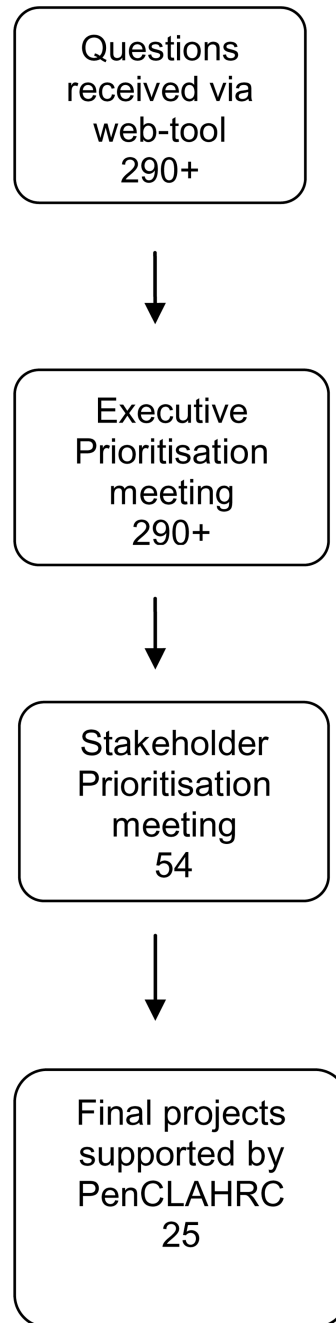 Questions
received via
web-tool
290+
Executive
Prioritisation
meeting
290+
Stakeholder
Prioritisation
meeting
54
Final projects
supported by
PenCLAHRC
25